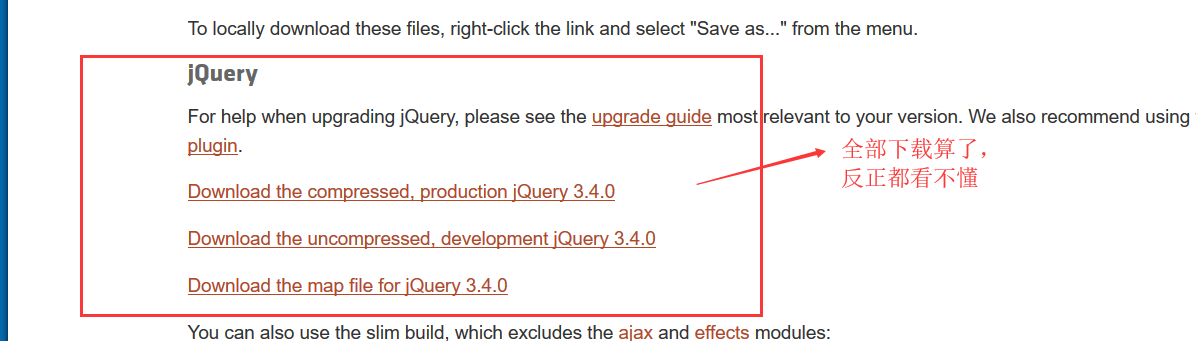 To locally download these files, right-click the link and select "Save as..." from the menu.
jQuery
For help when upgrading jQuery, please see the upgrade guide most relevant to your version. We also recommend using
plugin.
全部下载算了，
反正都看不懂
Download the compressed, production jQuery 3.4.0
Download the uncompressed, development jQuery 3.4.0
Download the map file for jQuery 3.4.0
You can also use the slim build, which excludes the ajax and effects modules: